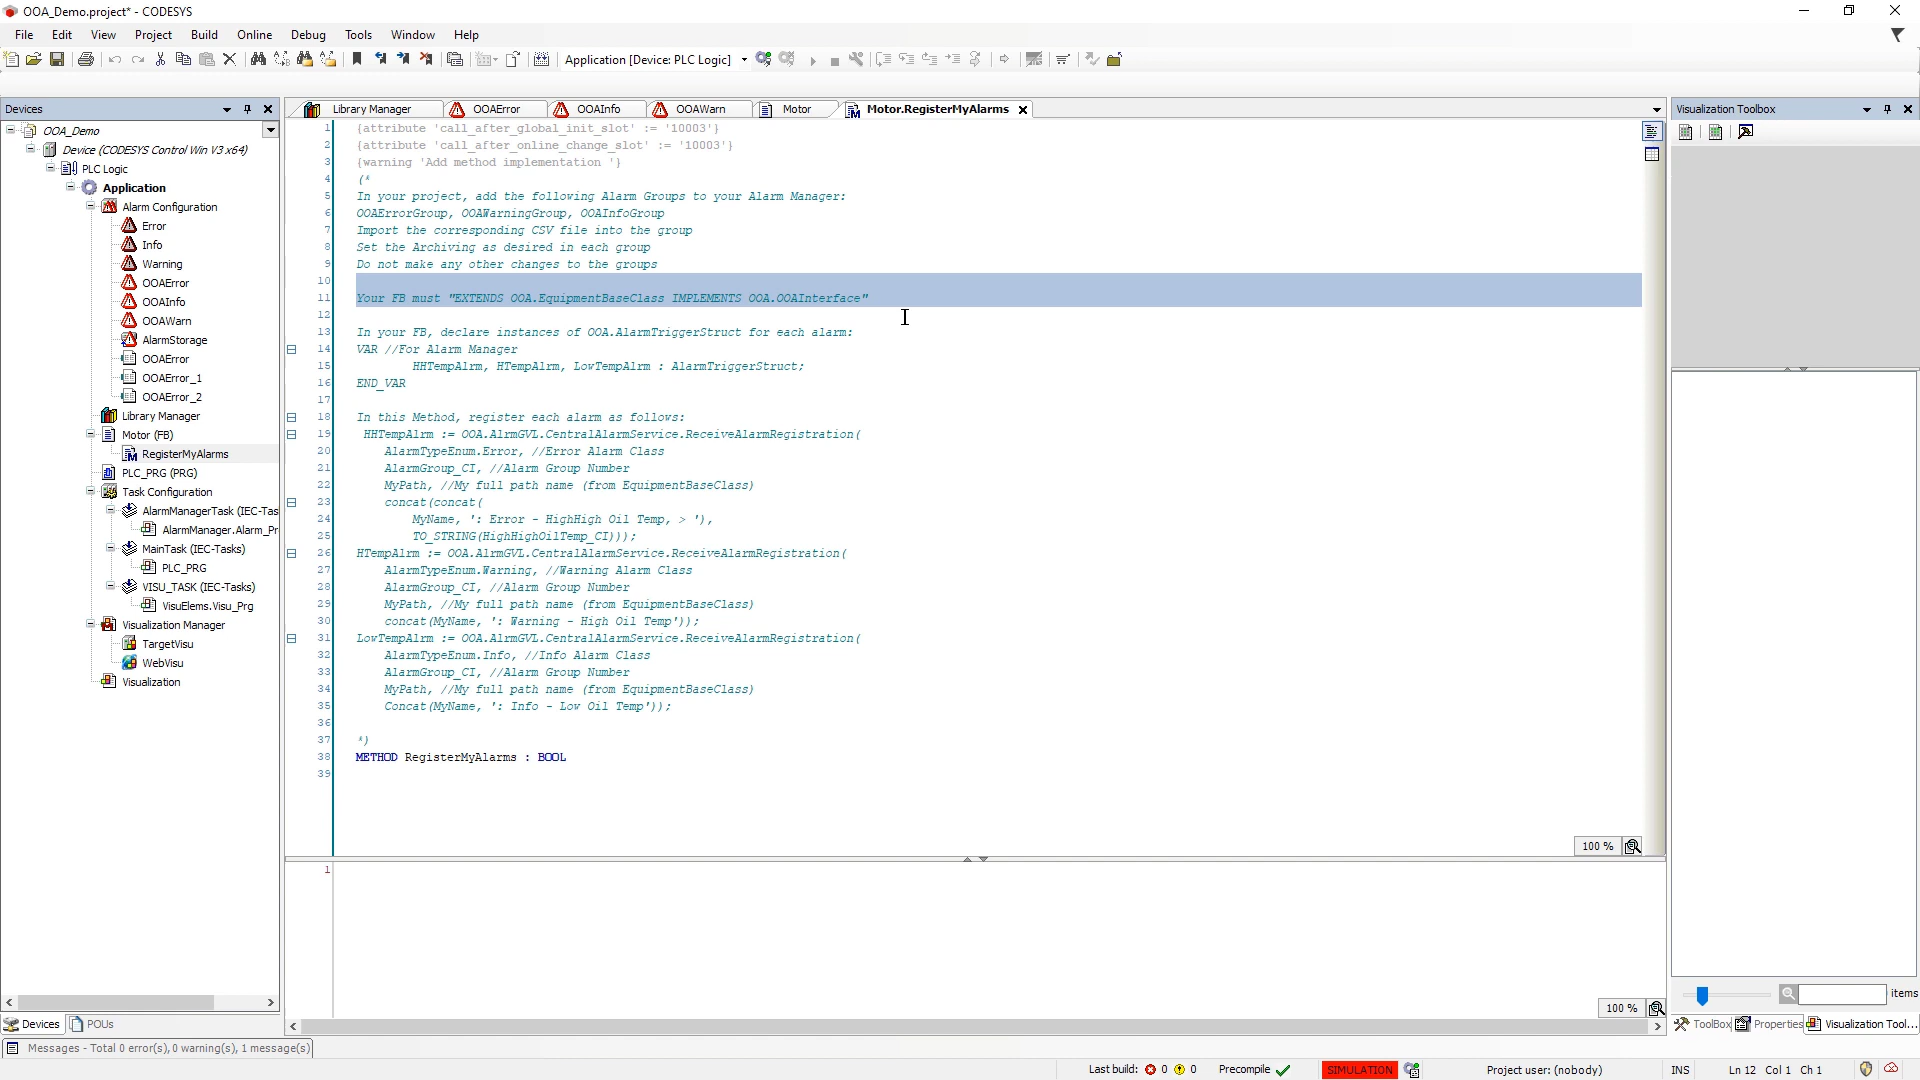 OOA_Demo.project* - CODESYS
File Edit View Project Build Online Debug Tools Window Help
Application [Device: PLC Logic]
Devices
OOA_Demo
Device (CODESYS Control Win V3 x64)
PLC Logic
Application
Alarm Configuration
Error
Info
Warning
OOAError
OOAInfo
OOAWarn
AlarmStorage
OOAError
OOAError_1
OOAError_2
Library Manager
Motor (FB)
RegisterMyAlarms
PLC_PRG (PRG)
Task Configuration
AlarmManagerTask (IEC-Tas
AlarmManager.Alarm_Pr
MainTask (IEC-Tasks)
PLC_PRG
VISU_TASK (IEC-Tasks)
VisuElems.Visu_Prg
Visualization Manager
TargetVisu
WebVisu
Visualization
Devices POUs
Library Manager OOAError OOAInfo OOAWarn Motor Motor.RegisterMyAlarms
1 {attribute 'call_after_global_init_slot' := '10003'}
2 {attribute 'call_after_online_change_slot' := '10003'}
3 {warning 'Add method implementation '}
4 (*
5 In your project, add the following Alarm Groups to your Alarm Manager:
6 OOAErrorGroup, OOAWarningGroup, OOAInfoGroup
7 Import the corresponding CSV file into the group
8 Set the Archiving as desired in each group
9 Do not make any other changes to the groups
10
11 Your FB must "EXTENDS OOA.EquipmentBaseClass IMPLEMENTS OOA.OOAInterface"
12
13 In your FB, declare instances of OOA.AlarmTriggerStruct for each alarm:
14 VAR //For Alarm Manager
15 HHTempAlrm, HTempAlrm, LowTempAlrm : AlarmTriggerStruct;
16 END_VAR
17
18 In this Method, register each alarm as follows:
19 HHTempAlrm := OOA.AlrmGVL.CentralAlarmService.ReceiveAlarmRegistration(
20 AlarmTypeEnum.Error, //Error Alarm Class
21 AlarmGroup_CI, //Alarm Group Number
22 MyPath, //My full path name (from EquipmentBaseClass)
23 concat(concat(
24 MyName, ': Error - HighHigh Oil Temp, > '),
25 TO_STRING(HighHighOilTemp_CI)));
26 HTempAlrm := OOA.AlrmGVL.CentralAlarmService.ReceiveAlarmRegistration(
27 AlarmTypeEnum.Warning, //Warning Alarm Class
28 AlarmGroup_CI, //Alarm Group Number
29 MyPath, //My full path name (from EquipmentBaseClass)
30 concat(MyName, ': Warning - High Oil Temp'));
31 LowTempAlrm := OOA.AlrmGVL.CentralAlarmService.ReceiveAlarmRegistration(
32 AlarmTypeEnum.Info, //Info Alarm Class
33 AlarmGroup_CI, //Alarm Group Number
34 MyPath, //My full path name (from EquipmentBaseClass)
35 Concat(MyName, ': Info - Low Oil Temp'));
36
37 *)
38 METHOD RegisterMyAlarms : BOOL
39
100 %
1
100 %
Visualization Toolbox
items
ToolBox Properties Visualization Tool...
Messages - Total 0 error(s), 0 warning(s), 1 message(s)
Last build: 0 0 Precompile SIMULATION Project user: (nobody) INS Ln 12 Col 1 Ch 1